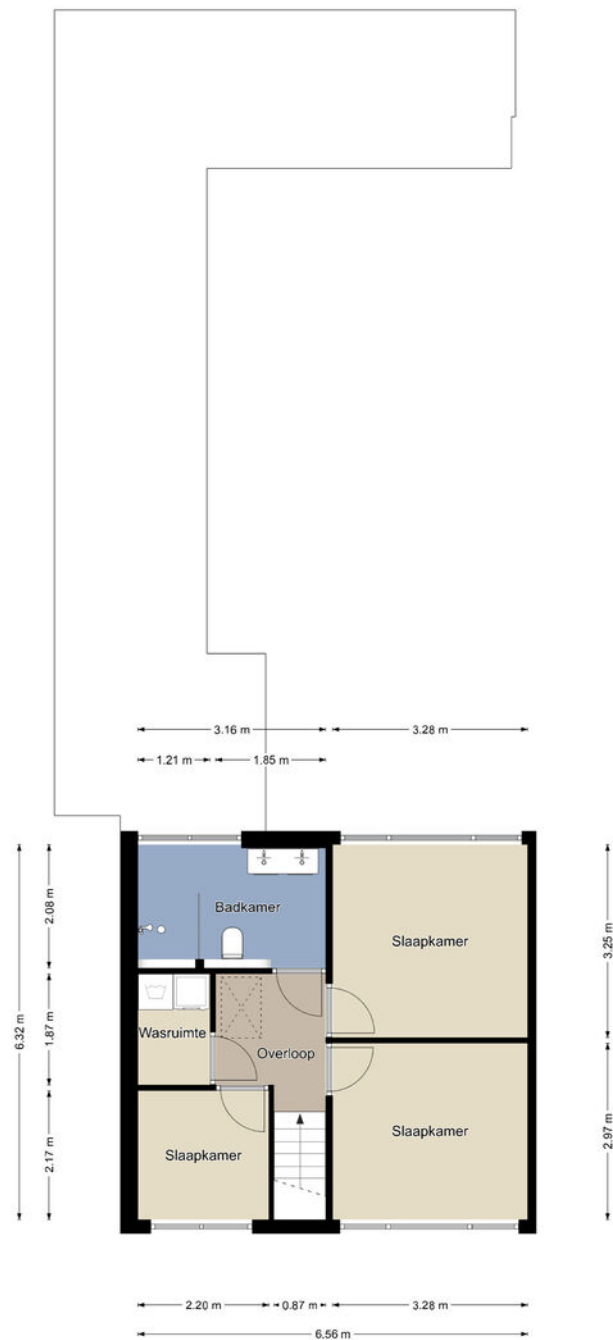 3.16 m
3.28 m
1.21 m
1.85 m
Badkamer
2.08 m
Slaapkamer
3.25 m
6.32 m
1.87 m
Wasruimte
Overloop
Slaapkamer
2.97 m
2.17 m
Slaapkamer
2.20 m
0.87 m
3.28 m
6.56 m